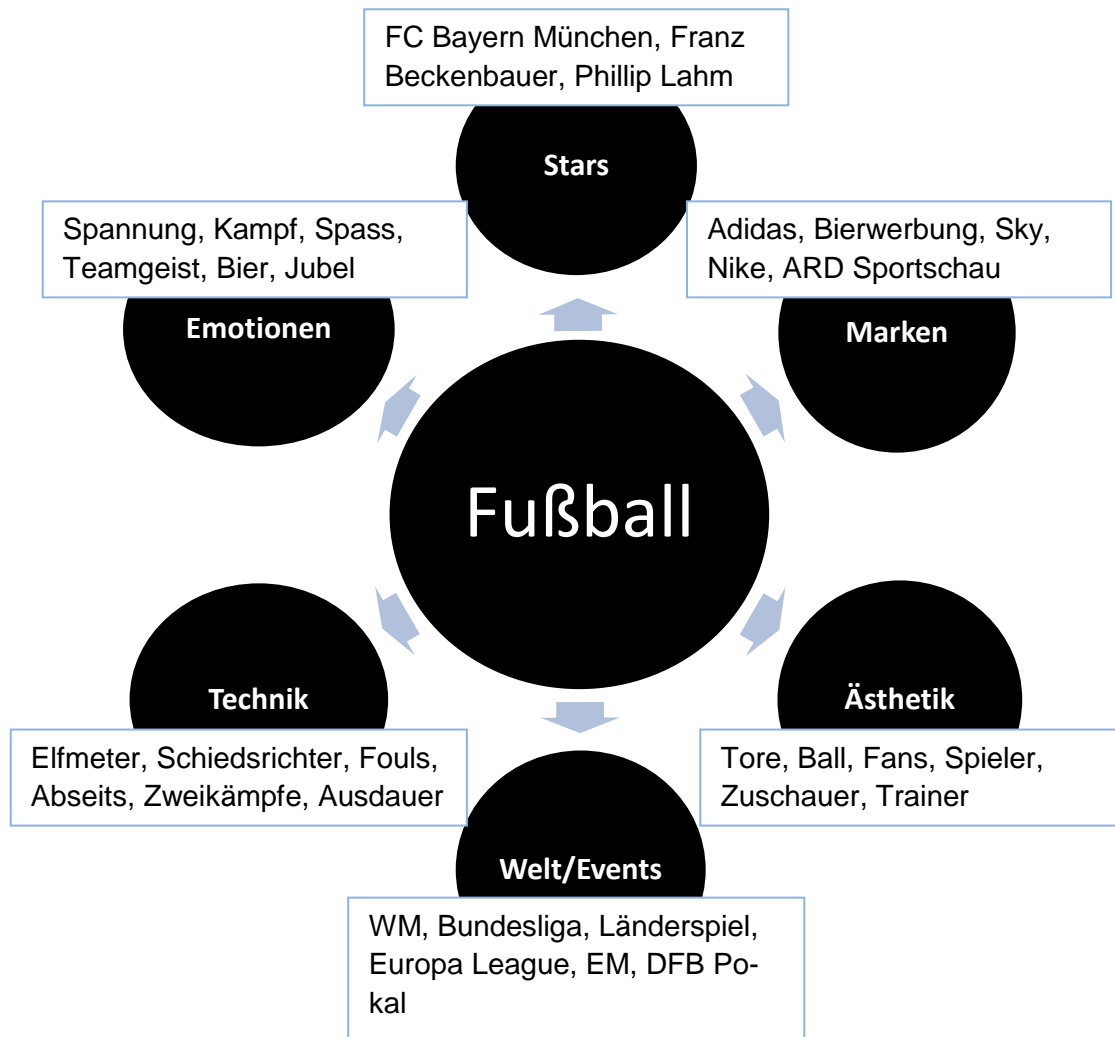 FC Bayern München, Franz
Beckenbauer, Phillip Lahm
Stars
Spannung, Kampf, Spass,
Teamgeist, Bier, Jubel
Emotionen
Adidas, Bierwerbung, Sky,
Nike, ARD Sportschau
Marken
Fußball
Technik
Elfmeter, Schiedsrichter, Fouls,
Abseits, Zweikämpfe, Ausdauer
Ästhetik
Tore, Ball, Fans, Spieler,
Zuschauer, Trainer
Welt/Events
WM, Bundesliga, Länderspiel,
Europa League, EM, DFB Po-
kal